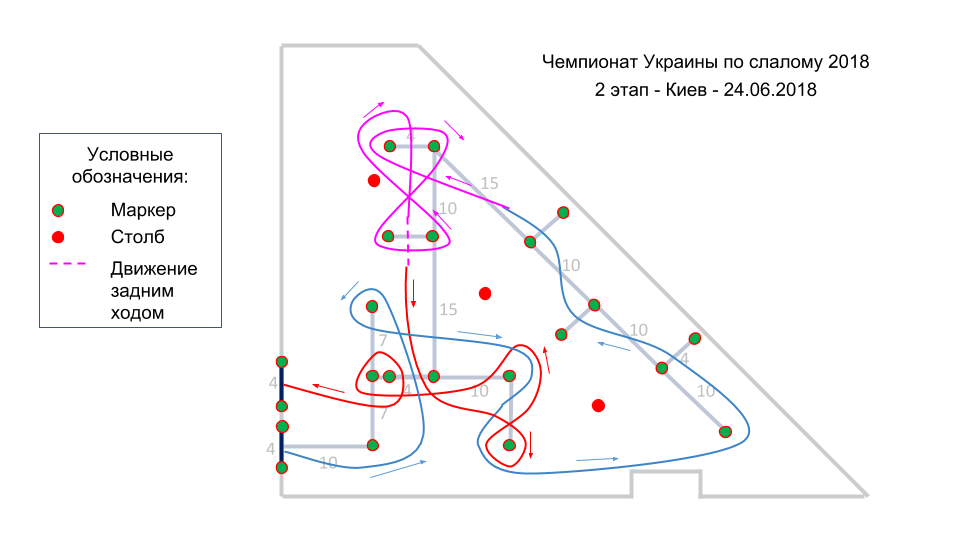 Чемпионат Украины по слалому 2018
2 этап - Киев - 24.06.2018
Условные
обозначения:
Маркер
Столб
Движение
задним
ходом
4
15
10
10
15
10
7
4
4
10
4
10
7
4
10